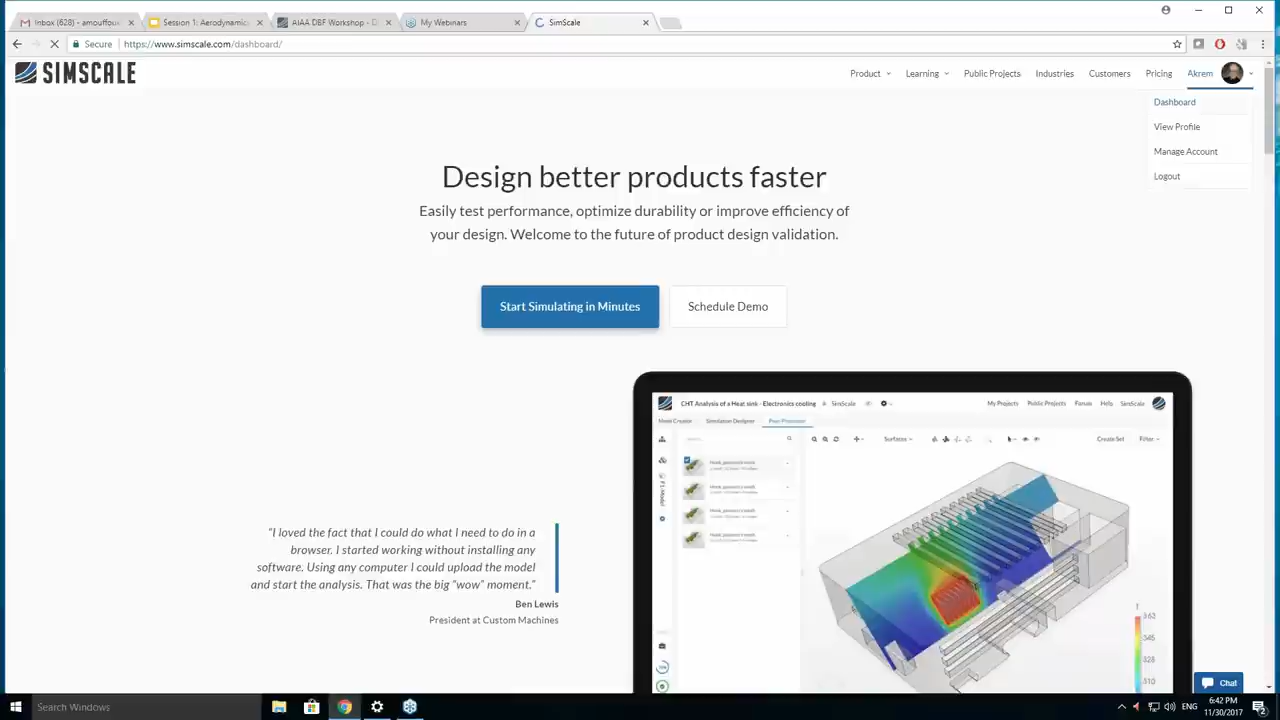 Inbox (628) - amouffou
Session 1: Aerodynamics
AIAA DBF Workshop - D
My Webinars
SimScale
Secure
https://www.simscale.com/dashboard/
SIMSCALE
Product
Learning
Public Projects
Industries
Customers
Pricing
Akrem
Dashboard
View Profile
Manage Account
Logout
Design better products faster
Easily test performance, optimize durability or improve efficiency of
your design. Welcome to the future of product design validation.
Start Simulating in Minutes
Schedule Demo
"I loved the fact that I could do what I need to do in a
browser. I started working without installing any
software. Using any computer I could upload the model
and start the analysis. That was the big "wow" moment."
Ben Lewis
President at Custom Machines
CHT Analysis of a Heat sink - Electronics cooling
SimScale
My Projects
Public Projects
Forum
Help
SimScale
Mesh Creator
Simulation Designer
Post Processor
Surfaces
Create Set
Filter
Chat
Search Windows
ENG
6:42 PM
11/30/2017